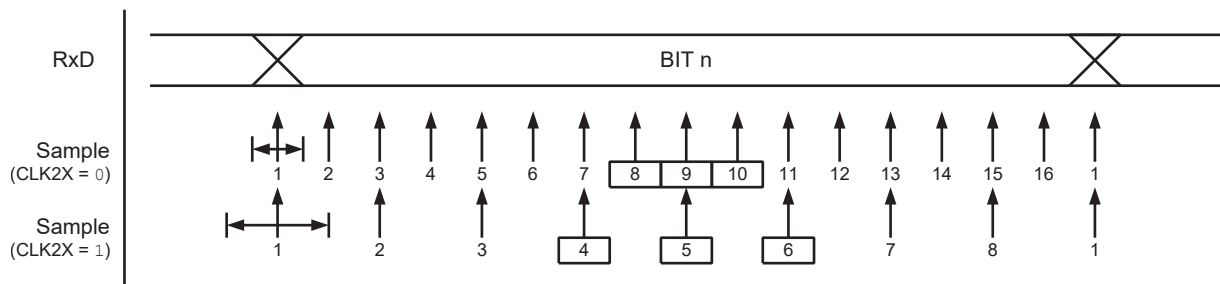 RxD BIT n
Sample
(CLK2X = 0)
1 2 3 4 5 6 7 8 9 10 11 12 13 14 15 16 1
Sample
(CLK2X = 1)
1 2 3 4 5 6 7 8 1